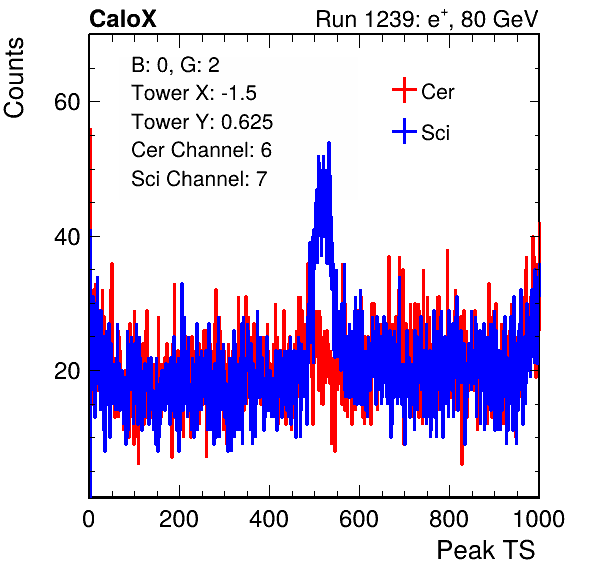 CaloX Run 1239: e⁺, 80 GeV
Counts
B: 0, G: 2
Tower X: -1.5
Tower Y: 0.625
Cer Channel: 6
Sci Channel: 7
Cer
Sci
60
40
20
0 200 400 600 800 1000
Peak TS